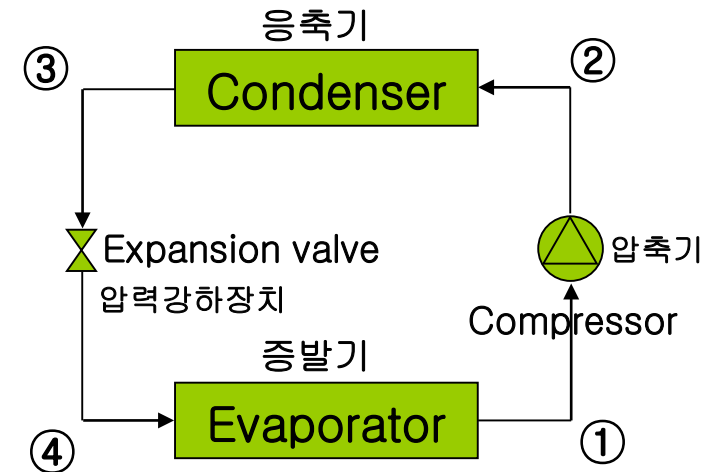 응축기
③
②
Condenser
Expansion valve
압축기
압력강하장치
Compressor
증발기
Evaporator
④
①